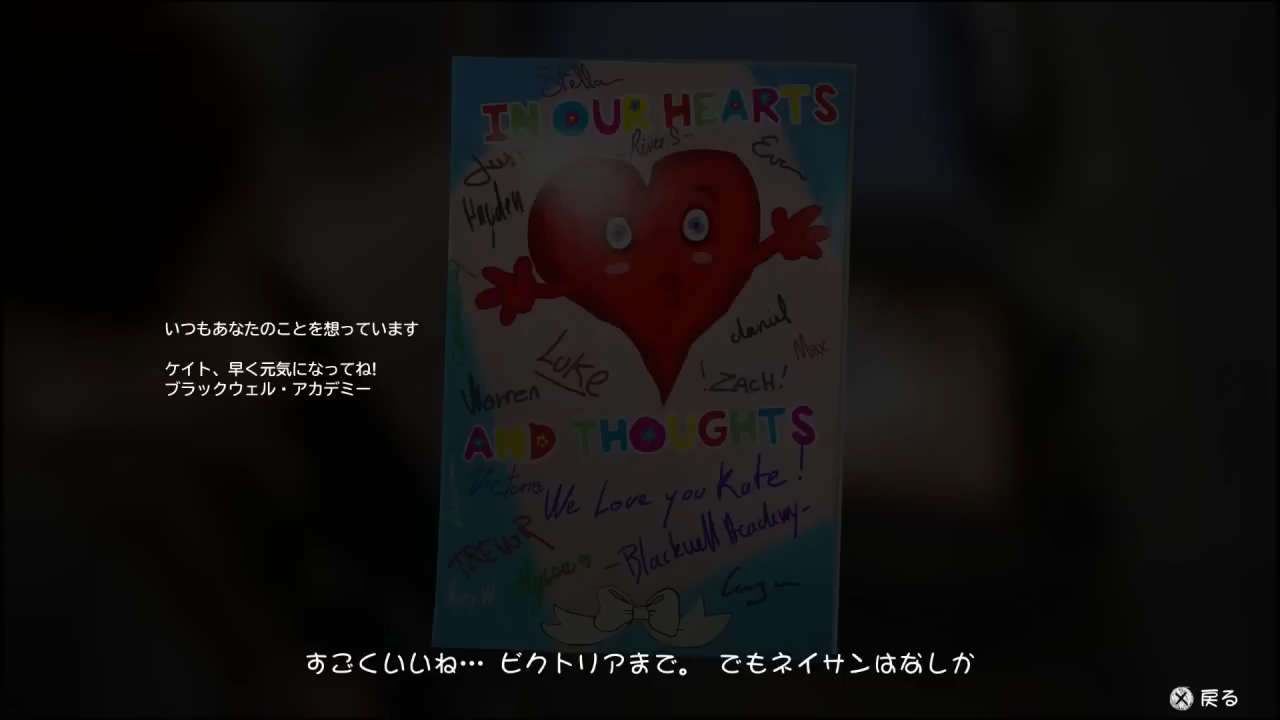 Stella
IN OUR HEARTS
River S-
Evan
Hayden
いつもあなたのことを想っています
ケイト、早く元気になってね!
ブラックウェル・アカデミー
daniel
Max
Luke
!ZACH!
Warren
AND THOUGHTS
Victoria
We Love you Kate!
-Blackwell Academy-
TREVOR
Alyssa
すごくいいね… ビクトリアまで。 でもネイサンはなしか
戻る